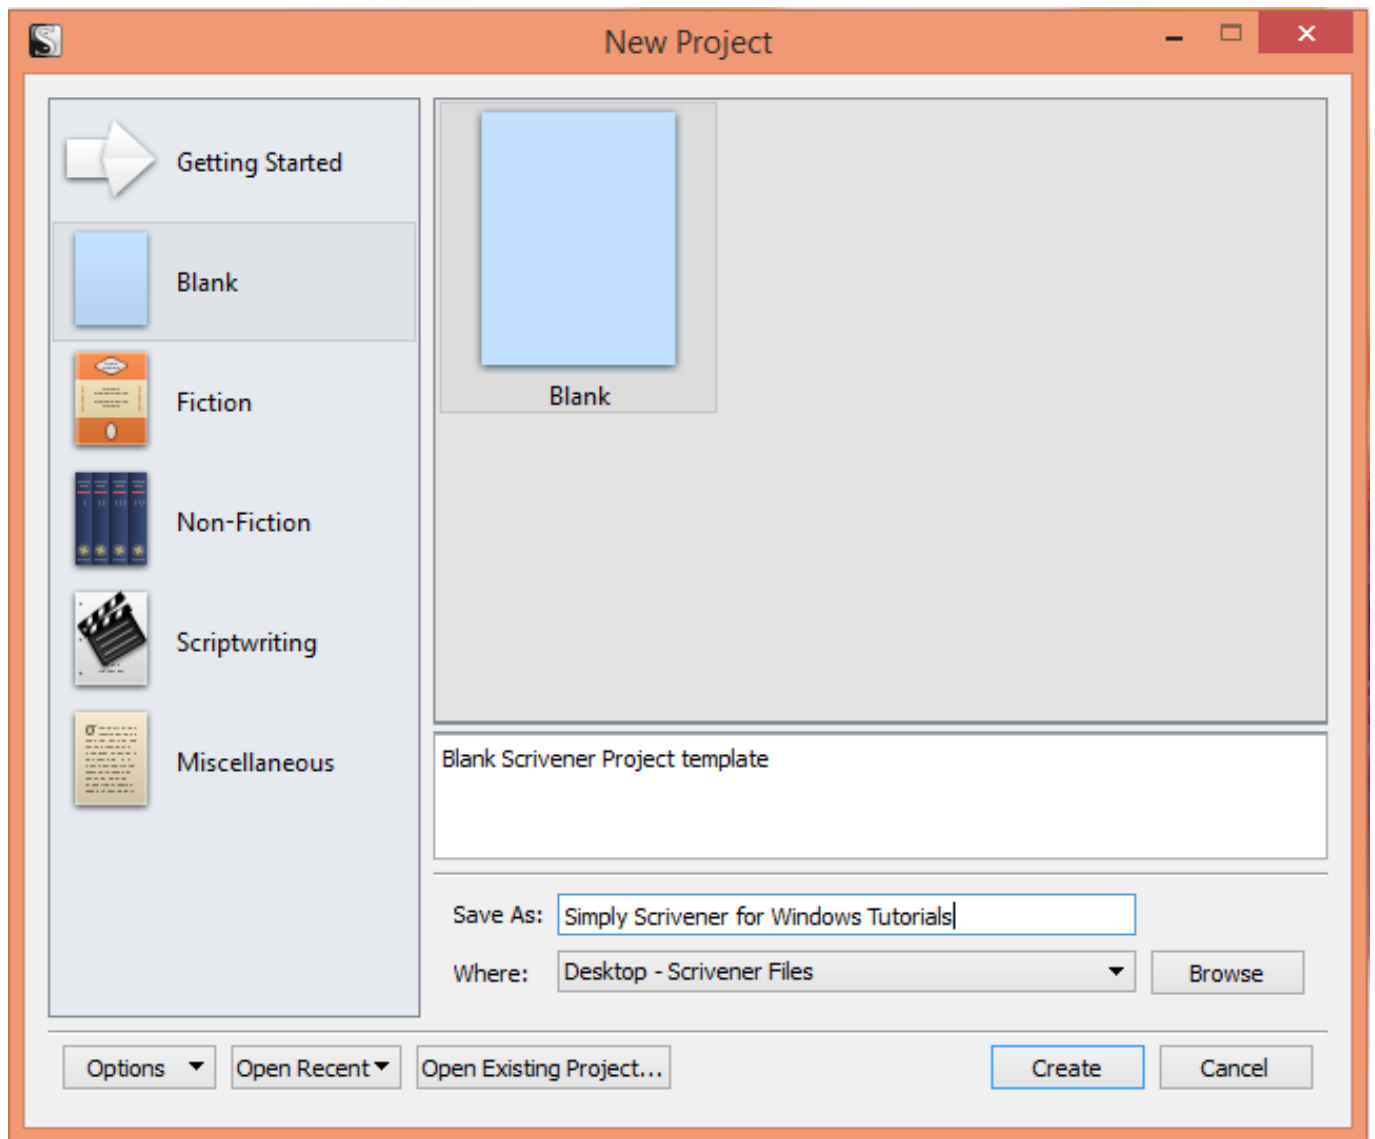 New Project
Getting Started
Blank
Fiction
Non-Fiction
Scriptwriting
Miscellaneous
Blank
Blank Scrivener Project template
Save As: Simply Scrivener for Windows Tutorials
Where: Desktop - Scrivener Files Browse
Options Open Recent Open Existing Project... Create Cancel